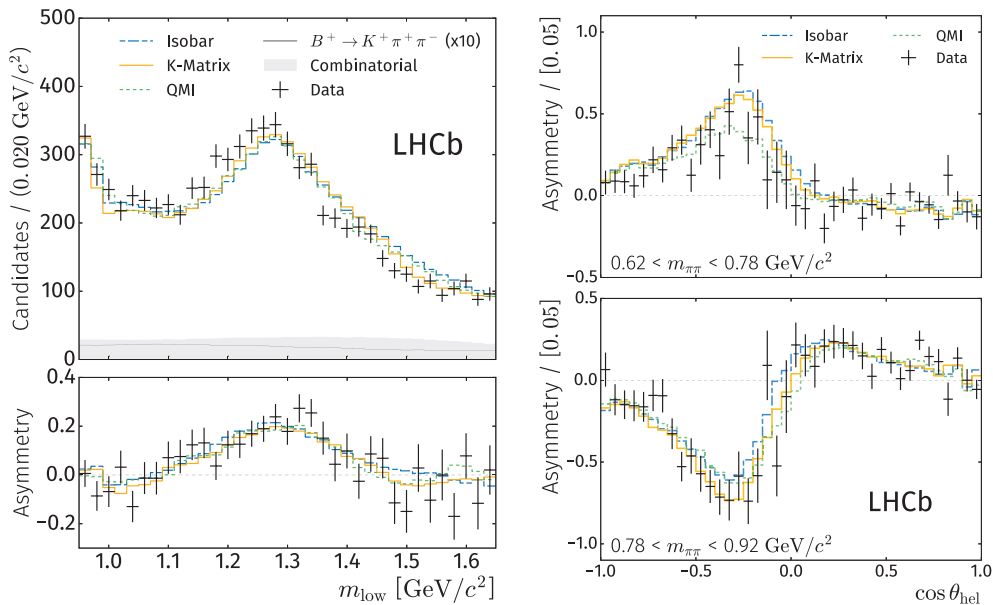 500
400
300
200
100
0
Candidates / (0.020 GeV/c²)
Isobar
K-Matrix
QMI
B⁺ → K⁺π⁺π⁻ (x10)
Combinatorial
Data
LHCb
0.4
0.2
0.0
−0.2
Asymmetry
1.0 1.1 1.2 1.3 1.4 1.5 1.6
m_low [GeV/c²]
1.0
0.5
0.0
−0.5
Asymmetry / [0.05]
Isobar
K-Matrix
QMI
Data
0.62 < m_ππ < 0.78 GeV/c²
0.5
0.0
−0.5
−1.0
Asymmetry / [0.05]
LHCb
0.78 < m_ππ < 0.92 GeV/c²
-1.0 -0.5 0.0 0.5 1.0
cos θ_hel